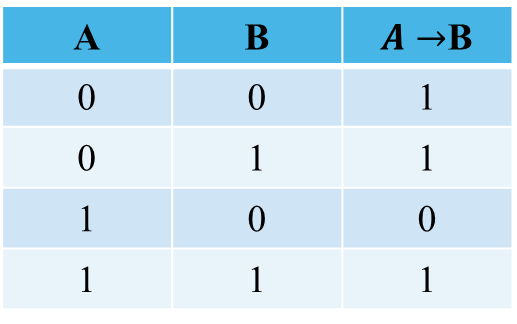 A B A →B
0 0 1
0 1 1
1 0 0
1 1 1